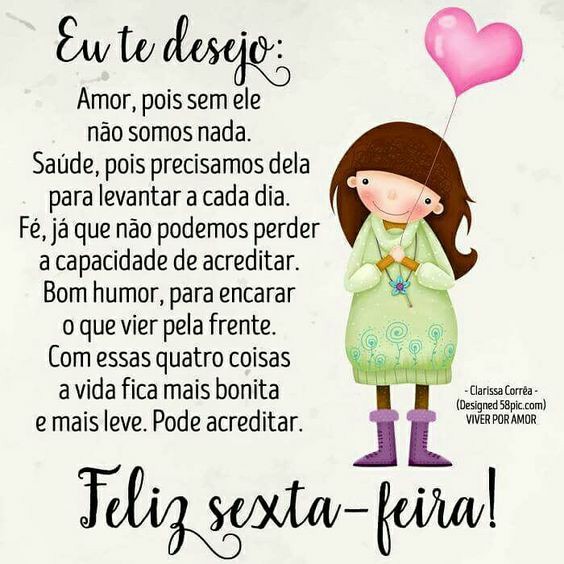 Eu te desejo:
Amor, pois sem ele
não somos nada.
Saúde, pois precisamos dela
para levantar a cada dia.
Fé, já que não podemos perder
a capacidade de acreditar.
Bom humor, para encarar
o que vier pela frente.
Com essas quatro coisas
a vida fica mais bonita
e mais leve. Pode acreditar.
- Clarissa Corrêa -
(Designed 58pic.com)
VIVER POR AMOR
Feliz sexta-feira!